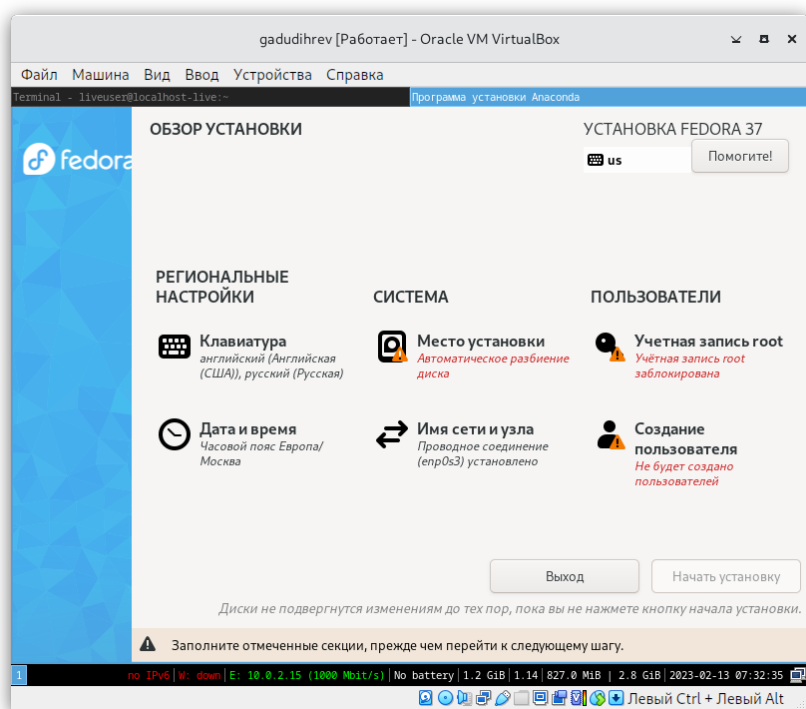 gadudihrev [Работает] - Oracle VM VirtualBox
Файл Машина Вид Ввод Устройства Справка
Terminal - liveuser@localhost-live:~
Программа установки Anaconda
fedora
ОБЗОР УСТАНОВКИ
УСТАНОВКА FEDORA 37
us
Помогите!
РЕГИОНАЛЬНЫЕ
НАСТРОЙКИ
Клавиатура
английский (Английская
(США)), русский (Русская)
Дата и время
Часовой пояс Европа/
Москва
СИСТЕМА
Место установки
Автоматическое разбиение
диска
Имя сети и узла
Проводное соединение
(enp0s3) установлено
ПОЛЬЗОВАТЕЛИ
Учетная запись root
Учётная запись root
заблокирована
Создание
пользователя
Не будет создано
пользователей
Выход
Начать установку
Диски не подвергнутся изменениям до тех пор, пока вы не нажмете кнопку начала установки.
Заполните отмеченные секции, прежде чем перейти к следующему шагу.
1
no IPv6|W: down|E: 10.0.2.15 (1000 Mbit/s)|No battery|1.2 GiB|1.14|827.0 MiB | 2.8 GiB|2023-02-13 07:32:35
Левый Ctrl + Левый Alt